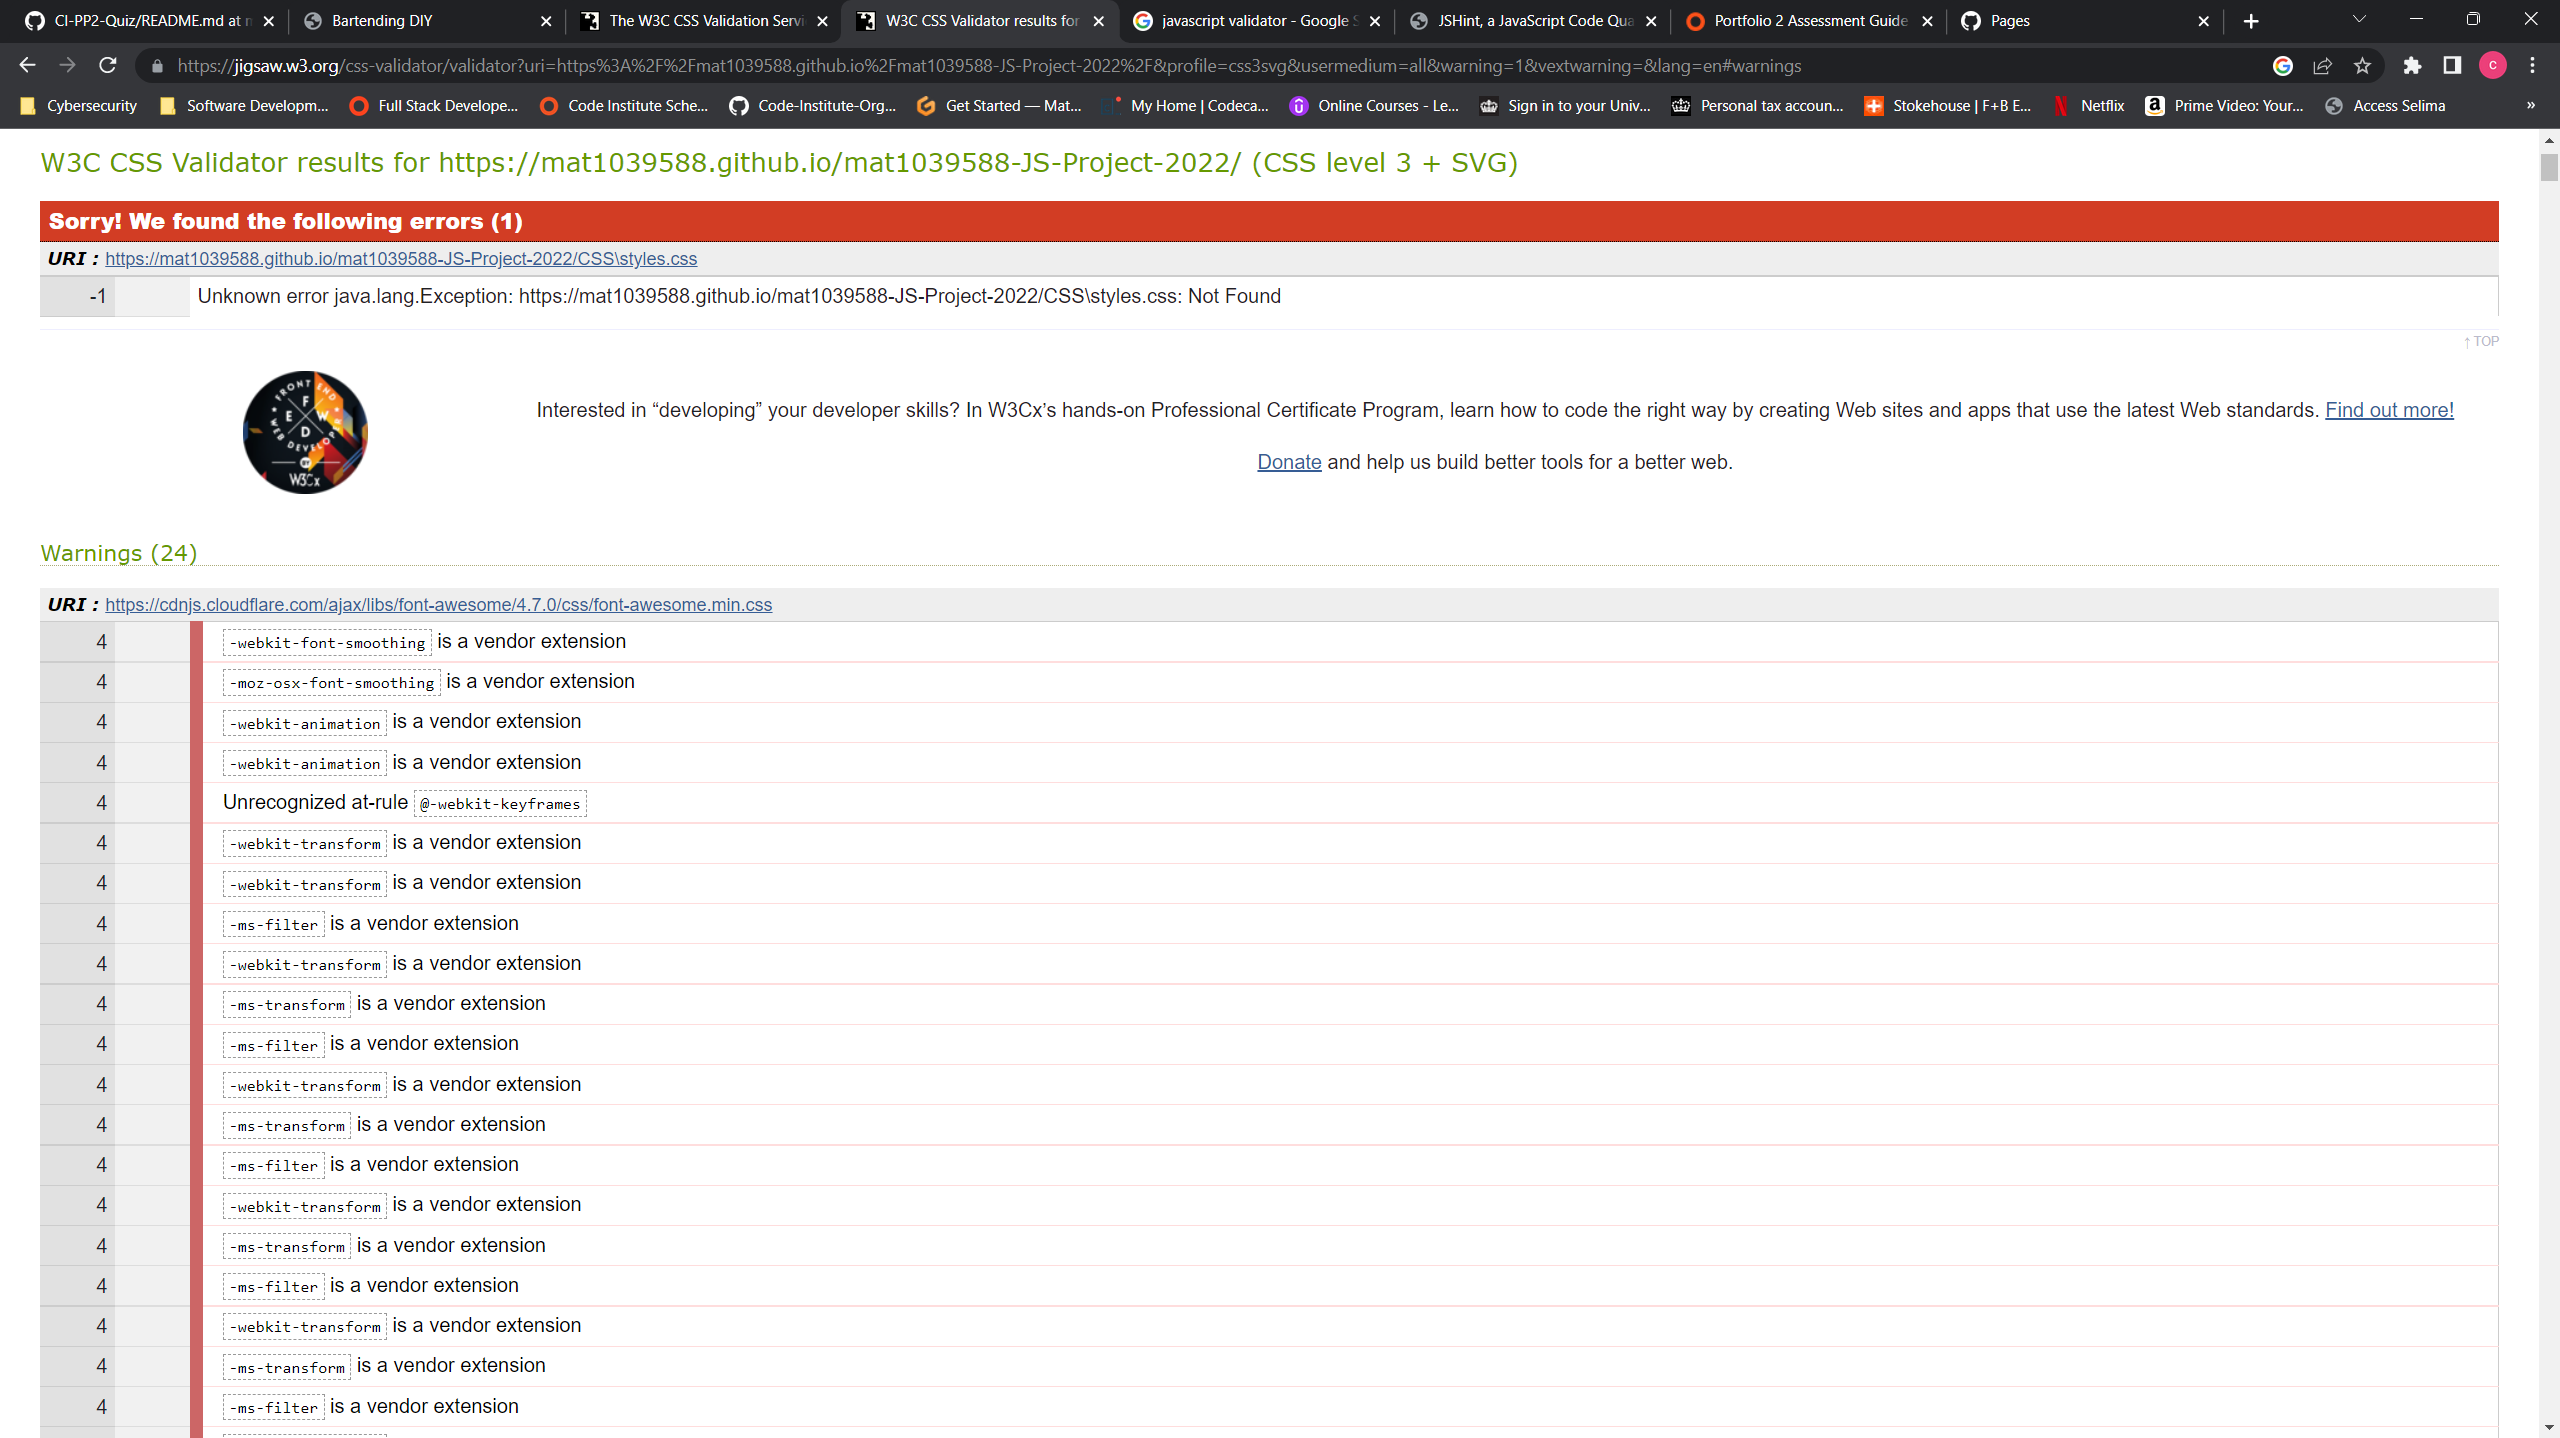 CI-PP2-Quiz/README.md at m
Bartending DIY
The W3C CSS Validation Servi
W3C CSS Validator results for
javascript validator - Google S
JSHint, a JavaScript Code Qua
Portfolio 2 Assessment Guide
Pages
https://jigsaw.w3.org/css-validator/validator?uri=https%3A%2F%2Fmat1039588.github.io%2Fmat1039588-JS-Project-2022%2F&profile=css3svg&usermedium=all&warning=1&vextwarning=&lang=en#warnings
C
Cybersecurity
Software Developm...
Full Stack Develope...
Code Institute Sche...
Code-Institute-Org...
Get Started — Mat...
My Home | Codeca...
Online Courses - Le...
Sign in to your Univ...
Personal tax accoun...
Stokehouse | F+B E...
Netflix
Prime Video: Your...
Access Selima
»
W3C CSS Validator results for https://mat1039588.github.io/mat1039588-JS-Project-2022/ (CSS level 3 + SVG)
Sorry! We found the following errors (1)
URI : https://mat1039588.github.io/mat1039588-JS-Project-2022/CSS\styles.css
-1 Unknown error java.lang.Exception: https://mat1039588.github.io/mat1039588-JS-Project-2022/CSS\styles.css: Not Found
↑ TOP
FRONT END
F
E W
D
WEB DEVELOPER
BY
W3Cx
Interested in “developing” your developer skills? In W3Cx’s hands-on Professional Certificate Program, learn how to code the right way by creating Web sites and apps that use the latest Web standards. Find out more!
Donate and help us build better tools for a better web.
Warnings (24)
URI : https://cdnjs.cloudflare.com/ajax/libs/font-awesome/4.7.0/css/font-awesome.min.css
4 -webkit-font-smoothing is a vendor extension
4 -moz-osx-font-smoothing is a vendor extension
4 -webkit-animation is a vendor extension
4 -webkit-animation is a vendor extension
4 Unrecognized at-rule @-webkit-keyframes
4 -webkit-transform is a vendor extension
4 -webkit-transform is a vendor extension
4 -ms-filter is a vendor extension
4 -webkit-transform is a vendor extension
4 -ms-transform is a vendor extension
4 -ms-filter is a vendor extension
4 -webkit-transform is a vendor extension
4 -ms-transform is a vendor extension
4 -ms-filter is a vendor extension
4 -webkit-transform is a vendor extension
4 -ms-transform is a vendor extension
4 -ms-filter is a vendor extension
4 -webkit-transform is a vendor extension
4 -ms-transform is a vendor extension
4 -ms-filter is a vendor extension